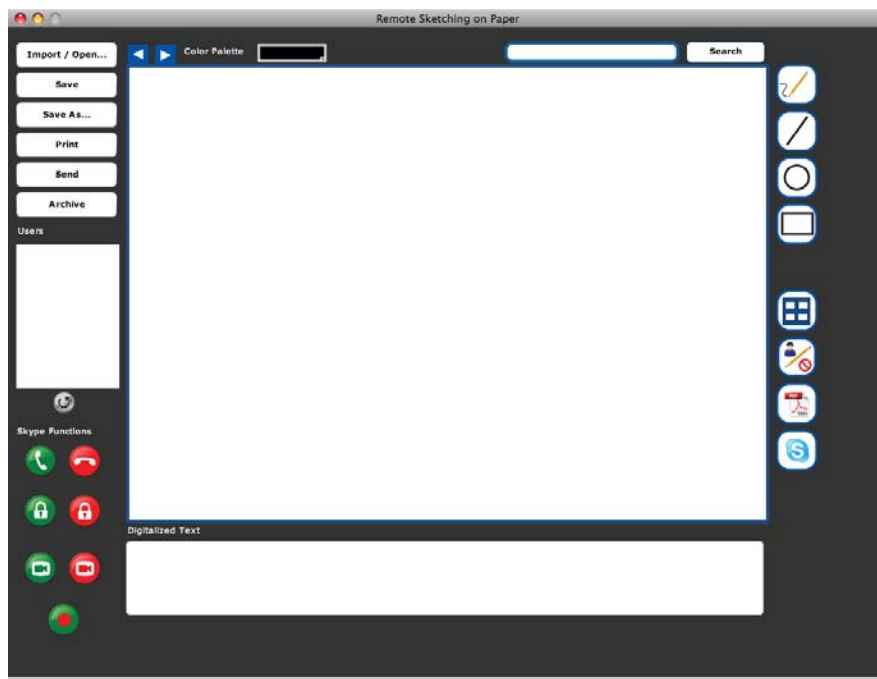 Remote Sketching on Paper
Import / Open...
Color Palette
Search
Save
Save As...
Print
Send
Archive
Users
Skype Functions
PDF
S
Digitalized Text